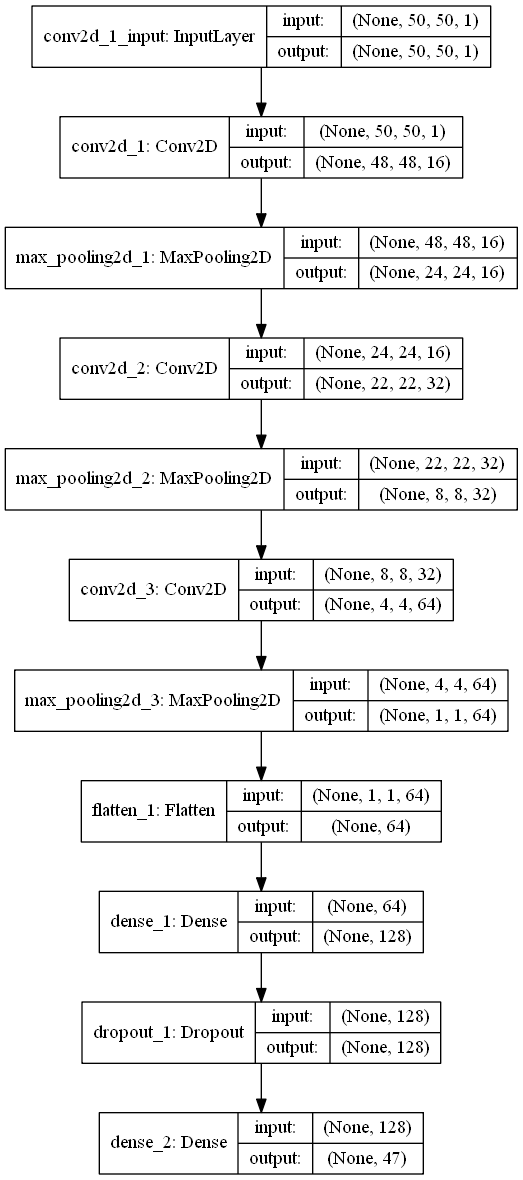 conv2d_1_input: InputLayer
input: (None, 50, 50, 1)
output: (None, 50, 50, 1)
conv2d_1: Conv2D
input: (None, 50, 50, 1)
output: (None, 48, 48, 16)
max_pooling2d_1: MaxPooling2D
input: (None, 48, 48, 16)
output: (None, 24, 24, 16)
conv2d_2: Conv2D
input: (None, 24, 24, 16)
output: (None, 22, 22, 32)
max_pooling2d_2: MaxPooling2D
input: (None, 22, 22, 32)
output: (None, 8, 8, 32)
conv2d_3: Conv2D
input: (None, 8, 8, 32)
output: (None, 4, 4, 64)
max_pooling2d_3: MaxPooling2D
input: (None, 4, 4, 64)
output: (None, 1, 1, 64)
flatten_1: Flatten
input: (None, 1, 1, 64)
output: (None, 64)
dense_1: Dense
input: (None, 64)
output: (None, 128)
dropout_1: Dropout
input: (None, 128)
output: (None, 128)
dense_2: Dense
input: (None, 128)
output: (None, 47)